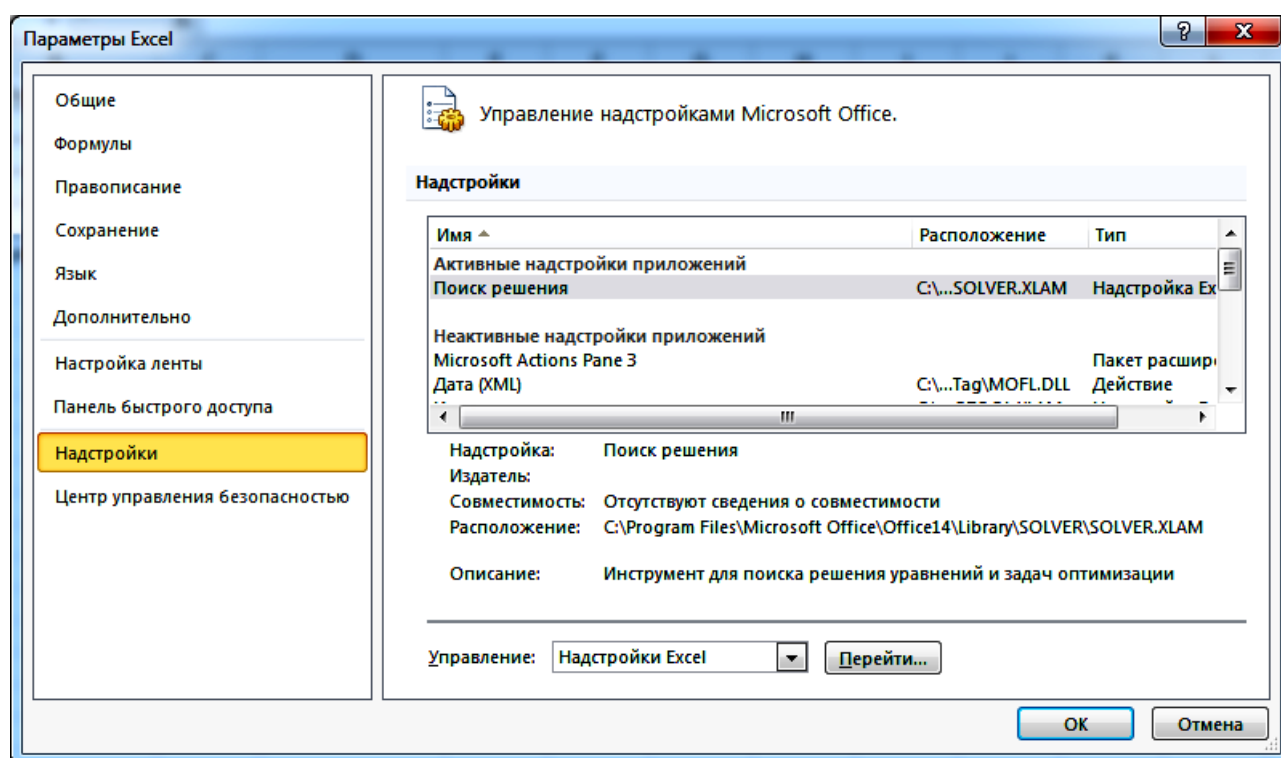 Параметры Excel
Общие
Формулы
Правописание
Сохранение
Язык
Дополнительно
Настройка ленты
Панель быстрого доступа
Надстройки
Центр управления безопасностью
Управление надстройками Microsoft Office.
Надстройки
Имя Расположение Тип
Активные надстройки приложений
Поиск решения C:\...SOLVER.XLAM Надстройка Ex
Неактивные надстройки приложений
Microsoft Actions Pane 3 Пакет расшир
Дата (XML) C:\...Tag\MOFL.DLL Действие
Надстройка: Поиск решения
Издатель:
Совместимость: Отсутствуют сведения о совместимости
Расположение: C:\Program Files\Microsoft Office\Office14\Library\SOLVER\SOLVER.XLAM
Описание: Инструмент для поиска решения уравнений и задач оптимизации
Управление: Надстройки Excel Перейти...
ОК Отмена